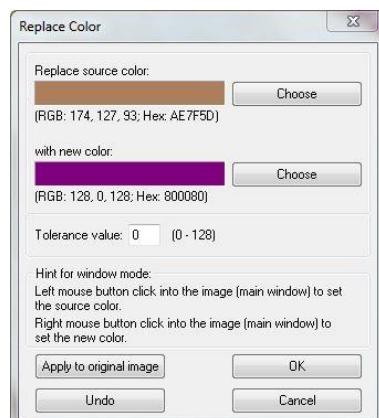 Replace Color
Replace source color:
Choose
(RGB: 174, 127, 93; Hex: AE7F5D)
with new color:
Choose
(RGB: 128, 0, 128; Hex: 800080)
Tolerance value: 0 (0 - 128)
Hint for window mode:
Left mouse button click into the image (main window) to set
the source color.
Right mouse button click into the image (main window) to
set the new color.
Apply to original image OK
Undo Cancel